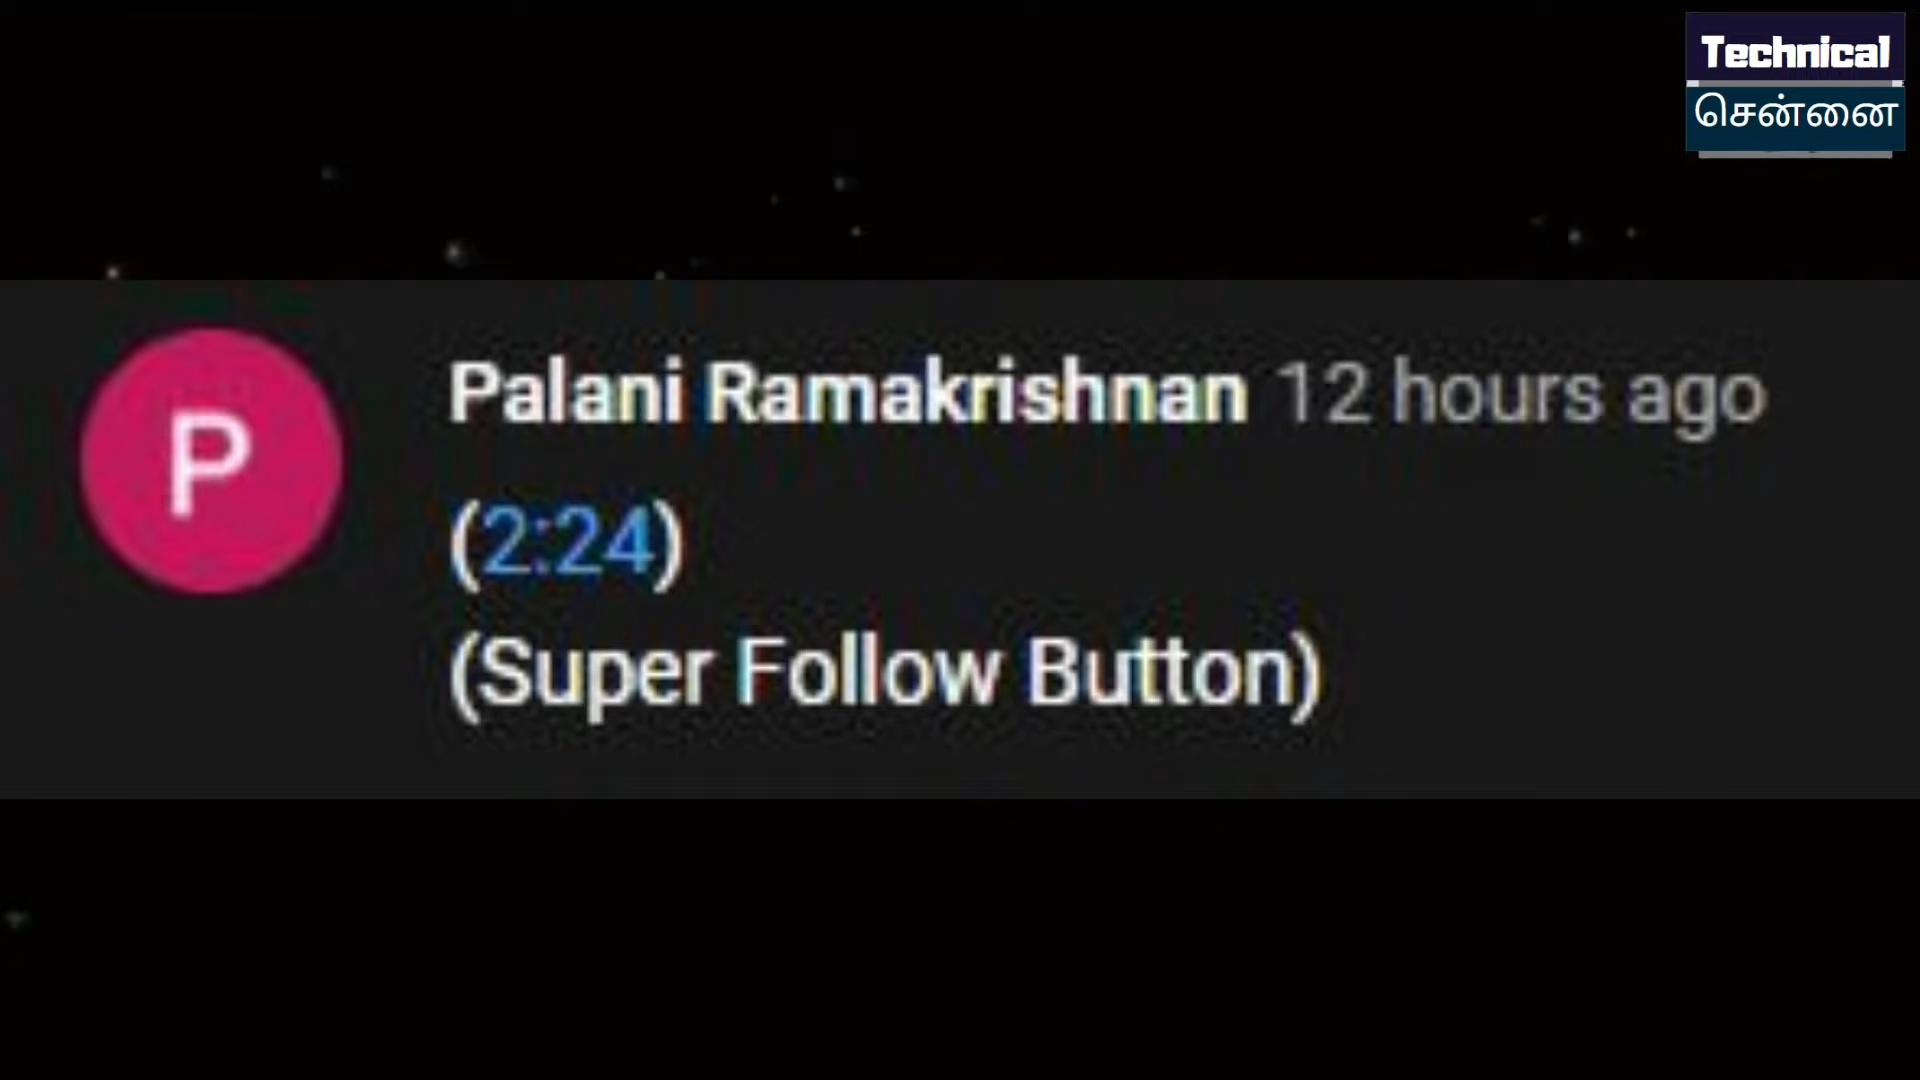 Technical
சென்னை
P
Palani Ramakrishnan 12 hours ago
(2:24)
(Super Follow Button)